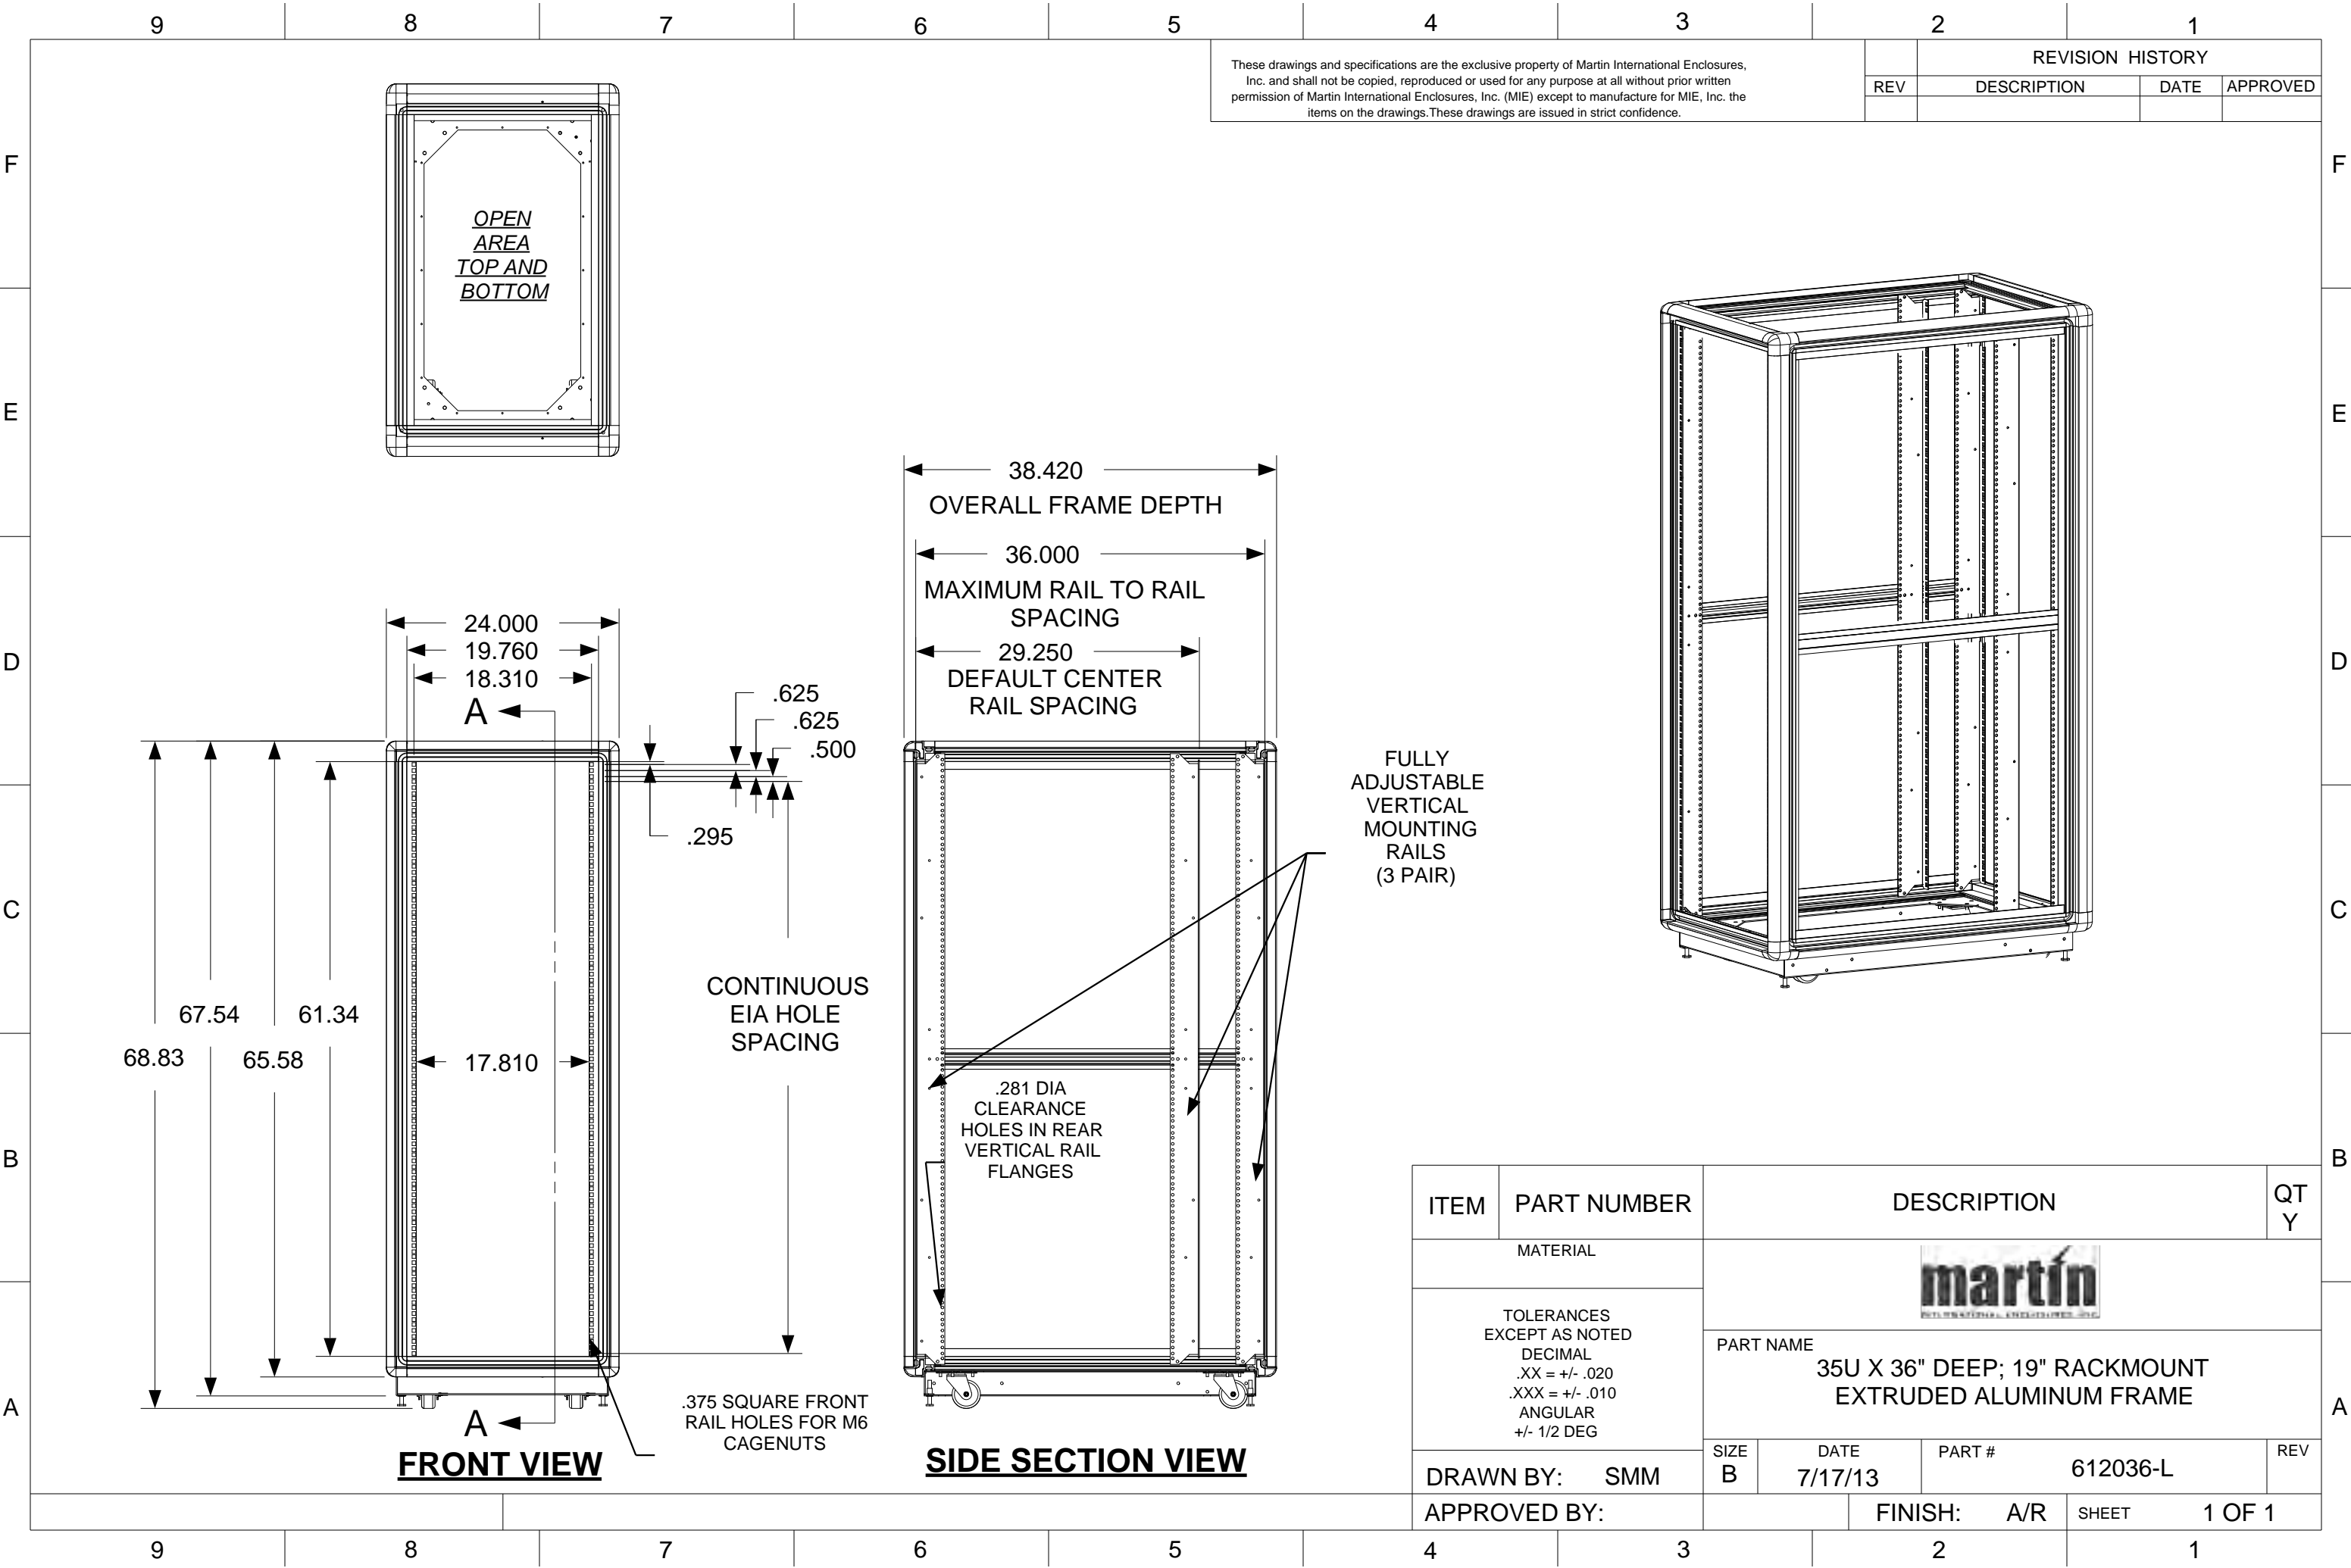 9 8 7 6 5 4 3 2 1
These drawings and specifications are the exclusive property of Martin International Enclosures,
Inc. and shall not be copied, reproduced or used for any purpose at all without prior written
permission of Martin International Enclosures, Inc. (MIE) except to manufacture for MIE, Inc. the
items on the drawings.These drawings are issued in strict confidence.
REVISION HISTORY
REV DESCRIPTION DATE APPROVED
F F
E E
D D
C C
B B
A A
OPEN
AREA
TOP AND
BOTTOM
38.420
OVERALL FRAME DEPTH
36.000
MAXIMUM RAIL TO RAIL
SPACING
29.250
DEFAULT CENTER
RAIL SPACING
24.000
19.760
18.310
A
.625
.625
.500
.295
67.54
61.34
68.83
65.58
17.810
CONTINUOUS
EIA HOLE
SPACING
FULLY
ADJUSTABLE
VERTICAL
MOUNTING
RAILS
(3 PAIR)
.281 DIA
CLEARANCE
HOLES IN REAR
VERTICAL RAIL
FLANGES
.375 SQUARE FRONT
RAIL HOLES FOR M6
CAGENUTS
A
FRONT VIEW
SIDE SECTION VIEW
ITEM PART NUMBER DESCRIPTION QT
Y
MATERIAL
martin
INTERNATIONAL ENCLOSURES, INC.
TOLERANCES
EXCEPT AS NOTED
DECIMAL
.XX = +/- .020
.XXX = +/- .010
ANGULAR
+/- 1/2 DEG
PART NAME
35U X 36" DEEP; 19" RACKMOUNT
EXTRUDED ALUMINUM FRAME
DRAWN BY: SMM
SIZE
B
DATE
7/17/13
PART #
612036-L
REV
APPROVED BY:
FINISH: A/R
SHEET 1 OF 1
9 8 7 6 5 4 3 2 1